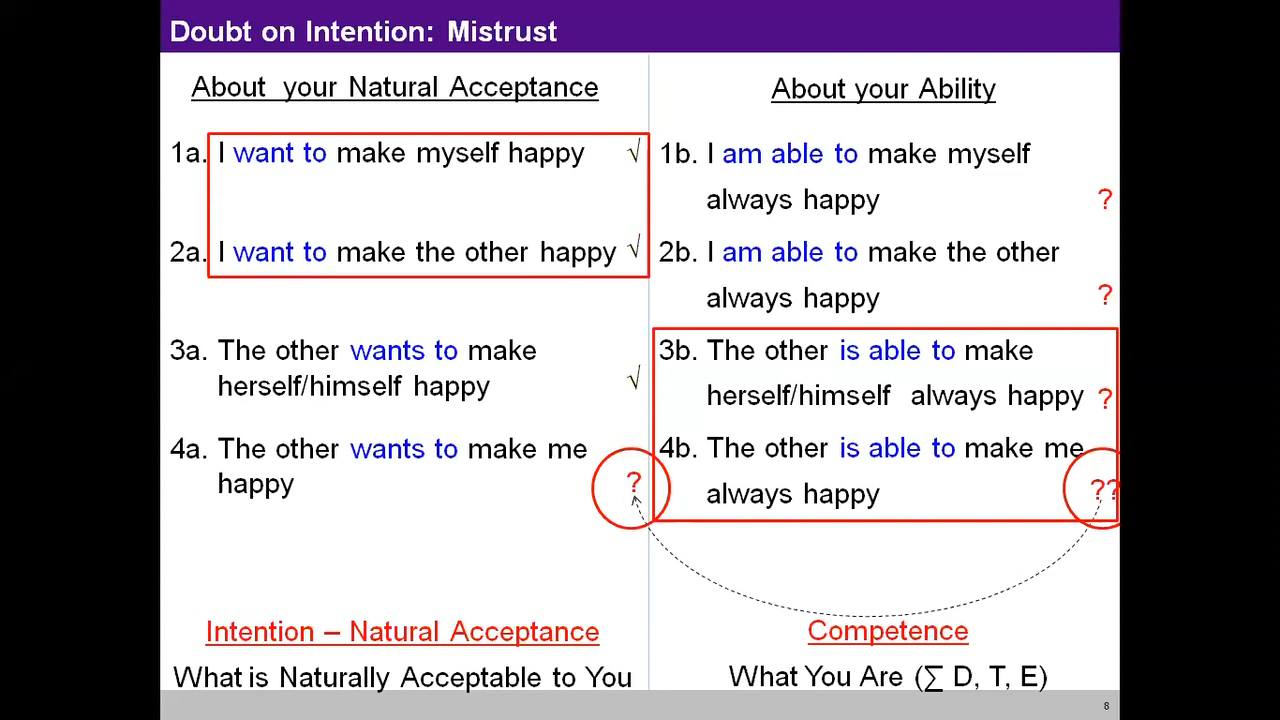 Doubt on Intention: Mistrust
About your Natural Acceptance
1a. I want to make myself happy √
2a. I want to make the other happy √
3a. The other wants to make
herself/himself happy √
4a. The other wants to make me
happy ?
Intention – Natural Acceptance
What is Naturally Acceptable to You
About your Ability
1b. I am able to make myself
always happy ?
2b. I am able to make the other
always happy ?
3b. The other is able to make
herself/himself always happy ?
4b. The other is able to make me
always happy ??
Competence
What You Are (∑ D, T, E)
8